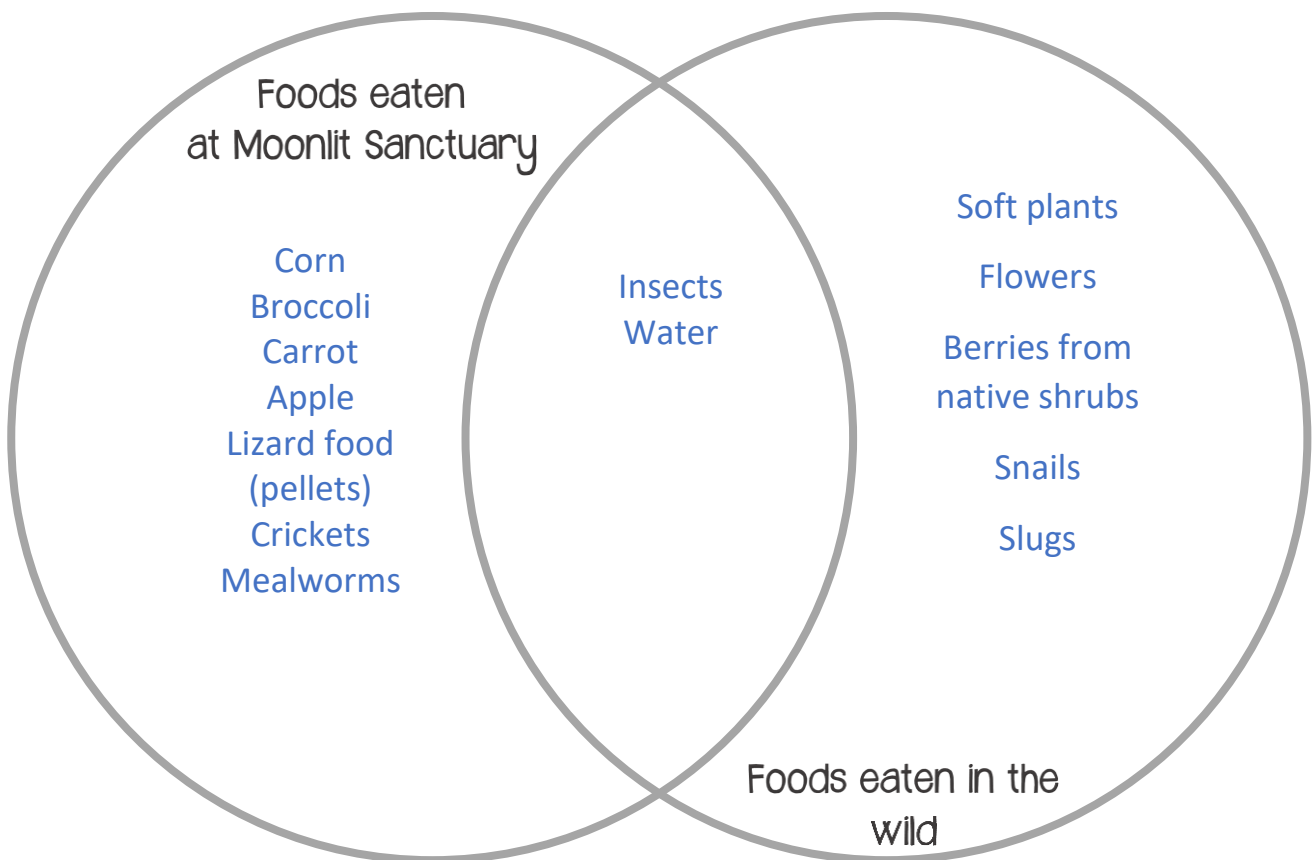 Foods eaten
at Moonlit Sanctuary
Corn
Broccoli
Carrot
Apple
Lizard food
(pellets)
Crickets
Mealworms
Insects
Water
Soft plants
Flowers
Berries from
native shrubs
Snails
Slugs
Foods eaten in the
wild